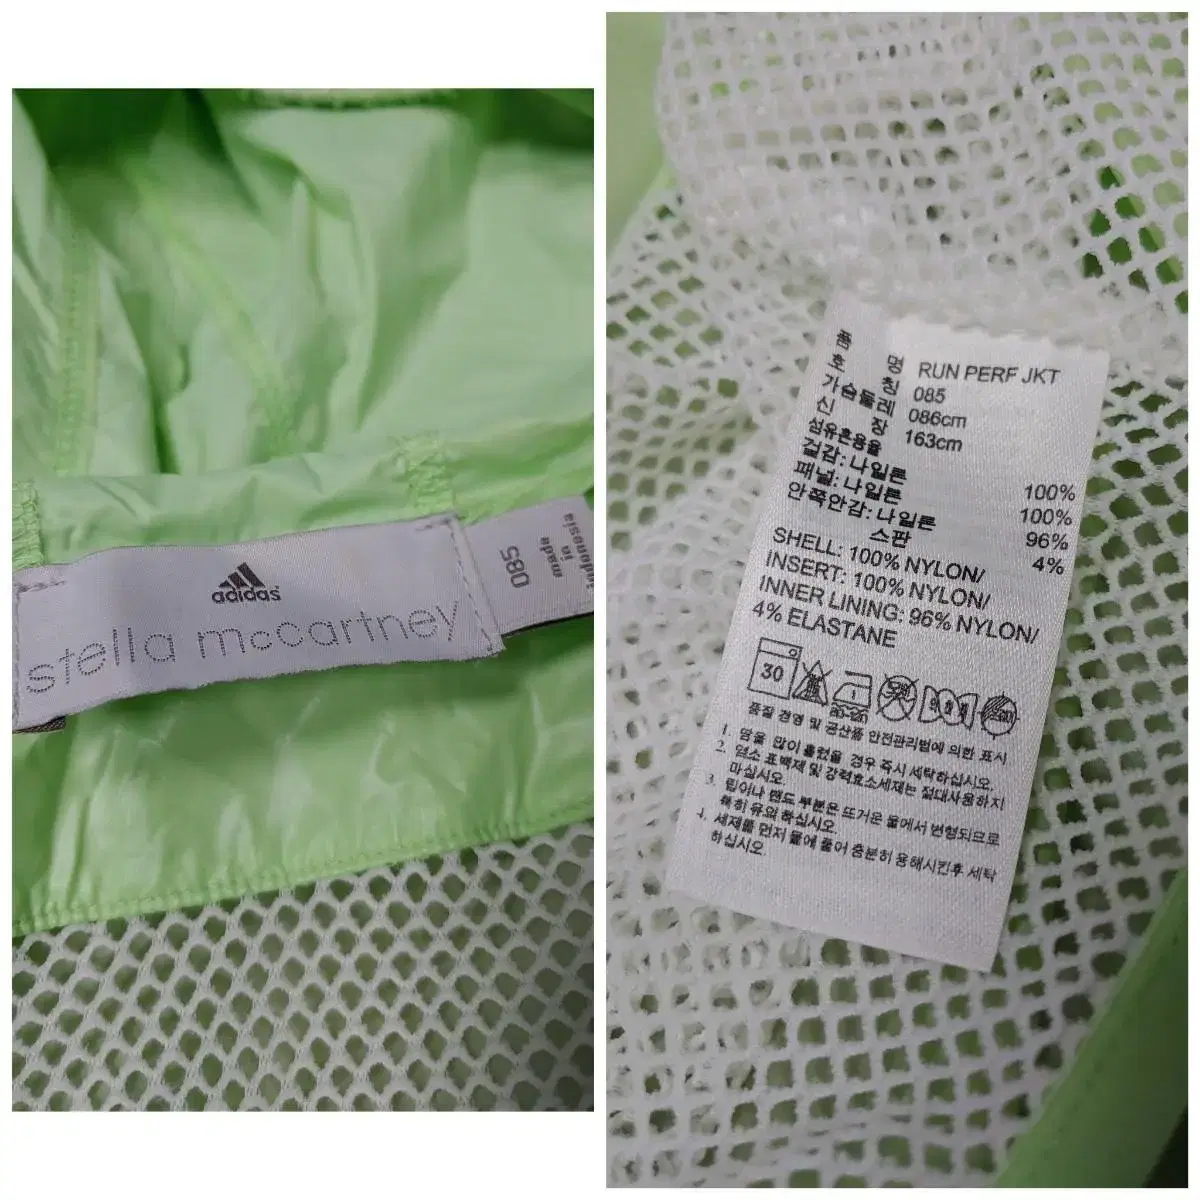 adidas
stella mccartney
085
made
in
indonesia
품 명 RUN PERF JKT
호 칭 085
가슴둘레 086cm
신 장 163cm
섬유혼용율
겉감: 나일론 100%
패널: 나일론 100%
안쪽안감: 나일론 96%
스판 4%
SHELL: 100% NYLON/
INSERT: 100% NYLON/
INNER LINING: 96% NYLON/
4% ELASTANE
30
품질 경영 및 공산품 안전관리법에 의한 표시
1. 땀을 많이 흘렸을 경우 즉시 세탁하십시오.
2. 염소 표백제 및 강력효소세제는 절대사용하지
마십시오.
3. 립이나 밴드 부분은 뜨거운 물에서 변형되므로
특히 유의 하십시오.
4. 세제를 먼저 물에 풀어 충분히 용해시킨후 세탁
하십시오.